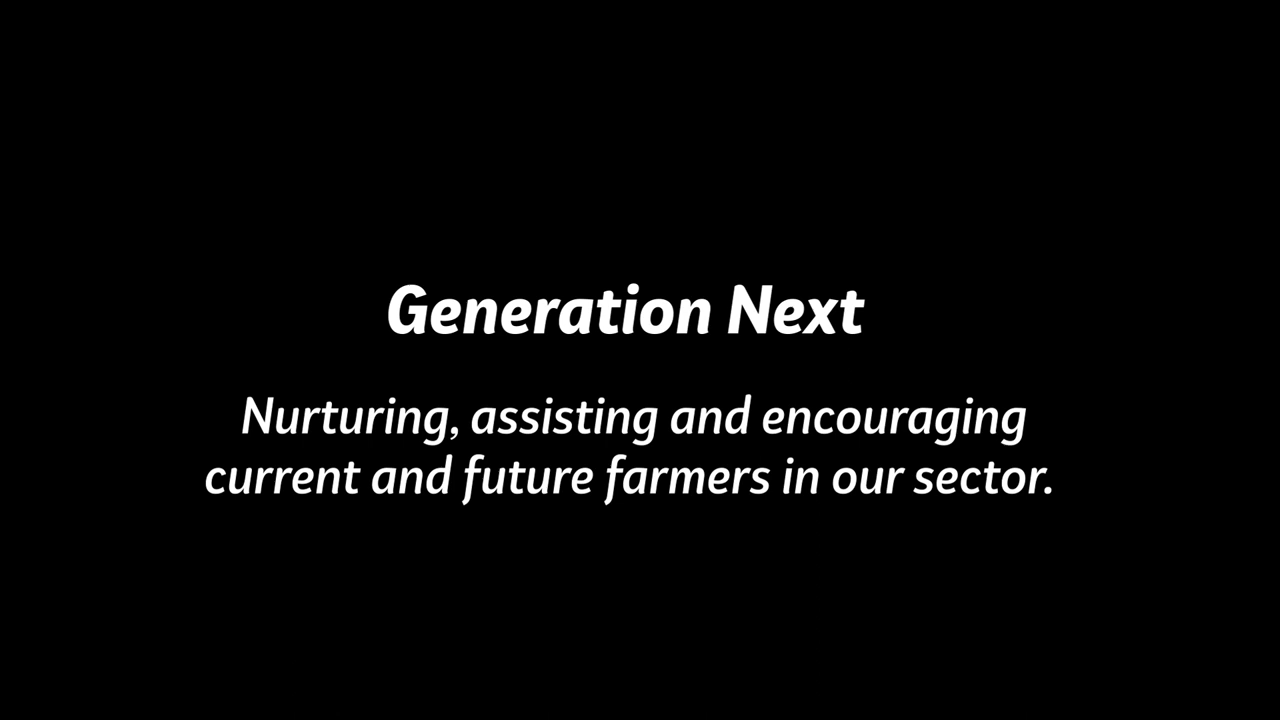 Generation Next
Nurturing, assisting and encouraging
current and future farmers in our sector.